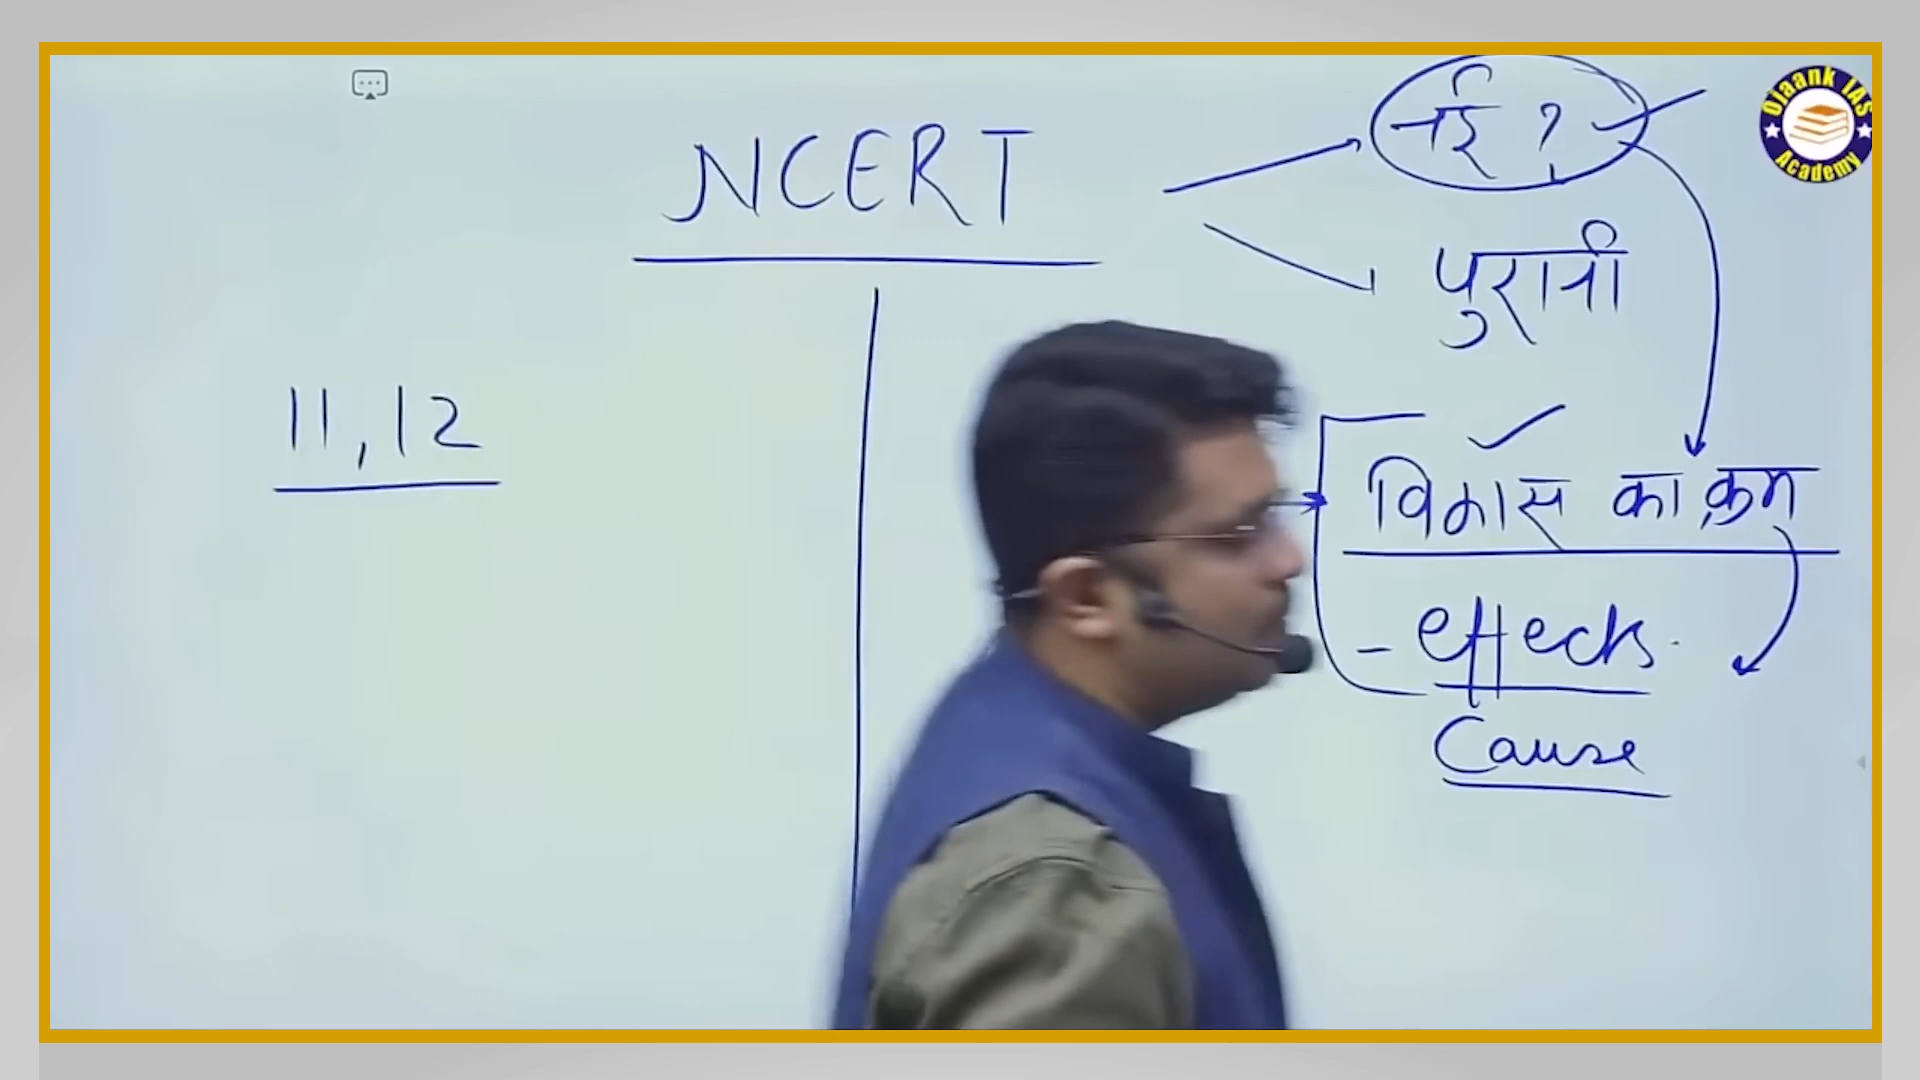 NCERT
नई ?
पुरानी
11, 12
विकास का क्रम
- effects.
Cause
Ojaank IAS
Academy